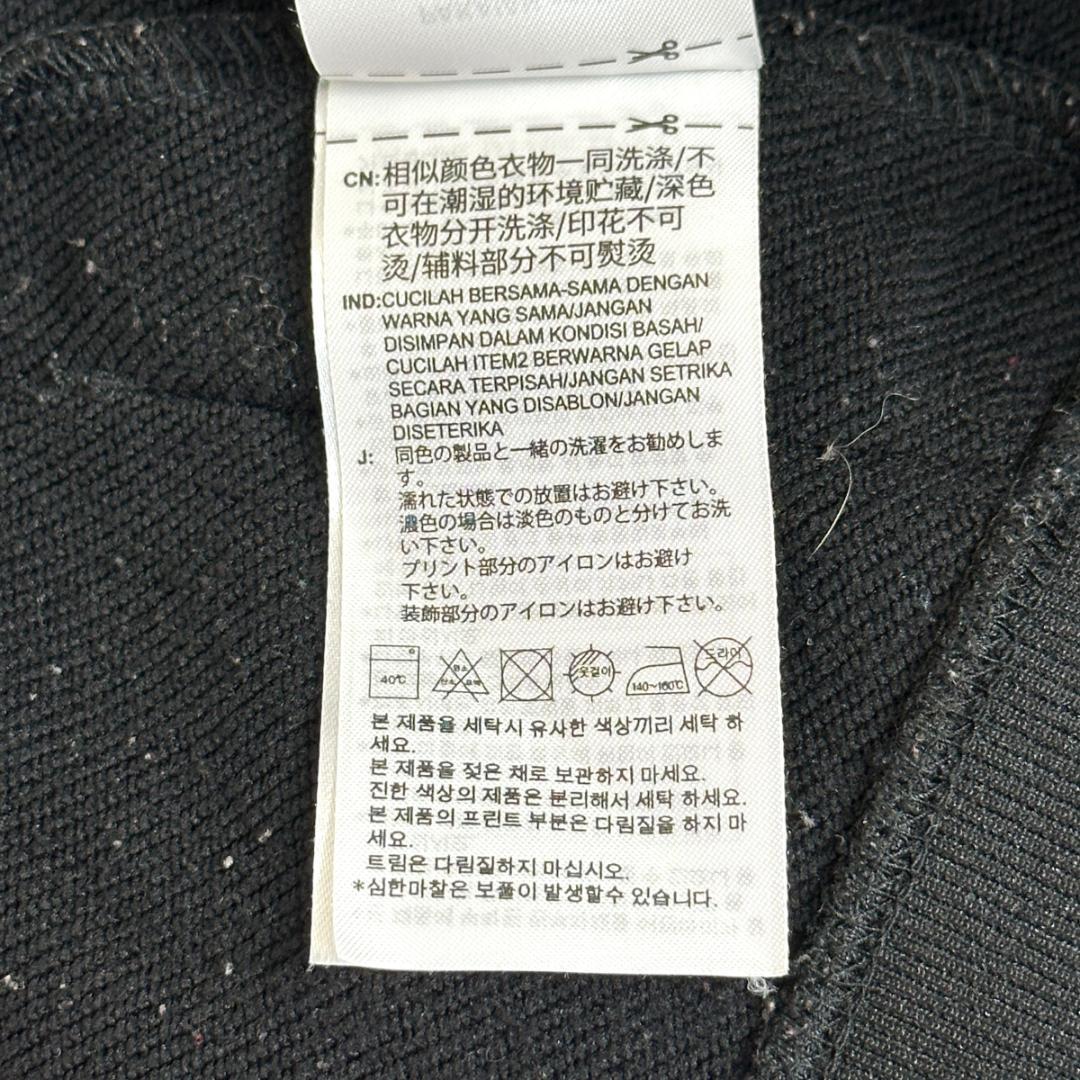 CN:相似颜色衣物一同洗涤/不
可在潮湿的环境贮藏/深色
衣物分开洗涤/印花不可
烫/辅料部分不可熨烫
IND:CUCILAH BERSAMA-SAMA DENGAN
WARNA YANG SAMA/JANGAN
DISIMPAN DALAM KONDISI BASAH/
CUCILAH ITEM2 BERWARNA GELAP
SECARA TERPISAH/JANGAN SETRIKA
BAGIAN YANG DISABLON/JANGAN
DISETERIKA
J: 同色の製品と一緒の洗濯をお勧めしま
す。
濡れた状態での放置はお避け下さい。
濃色の場合は淡色のものと分けてお洗
い下さい。
プリント部分のアイロンはお避け
下さい。
装飾部分のアイロンはお避け下さい。
40℃ 옷걸이 140~160℃ 드라이
본 제품을 세탁시 유사한 색상끼리 세탁 하
세요.
본 제품을 젖은 채로 보관하지 마세요.
진한 색상의 제품은 분리해서 세탁 하세요.
본 제품의 프린트 부분은 다림질을 하지 마
세요.
트림은 다림질하지 마십시오.
*심한마찰은 보풀이 발생할수 있습니다.